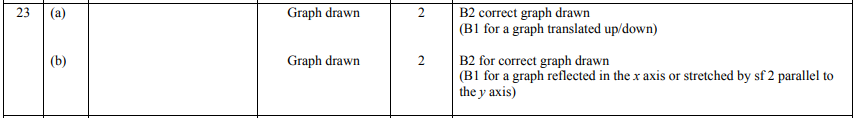 23 (a) Graph drawn 2 B2 correct graph drawn
(B1 for a graph translated up/down)
(b) Graph drawn 2 B2 for correct graph drawn
(B1 for a graph reflected in the x axis or stretched by sf 2 parallel to
the y axis)